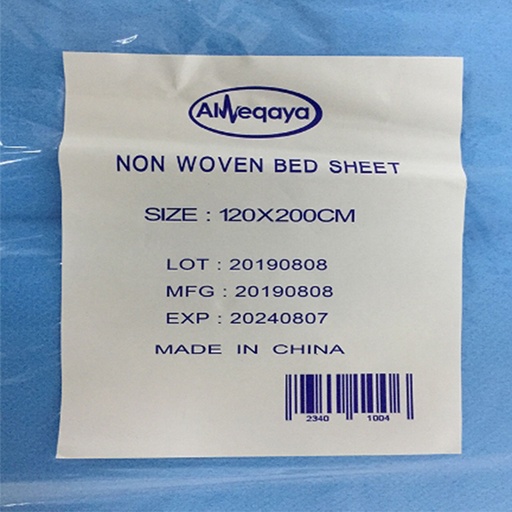 AlWeqaya
NON WOVEN BED SHEET
SIZE : 120X200CM
LOT : 20190808
MFG : 20190808
EXP : 20240807
MADE IN CHINA
2340 1004